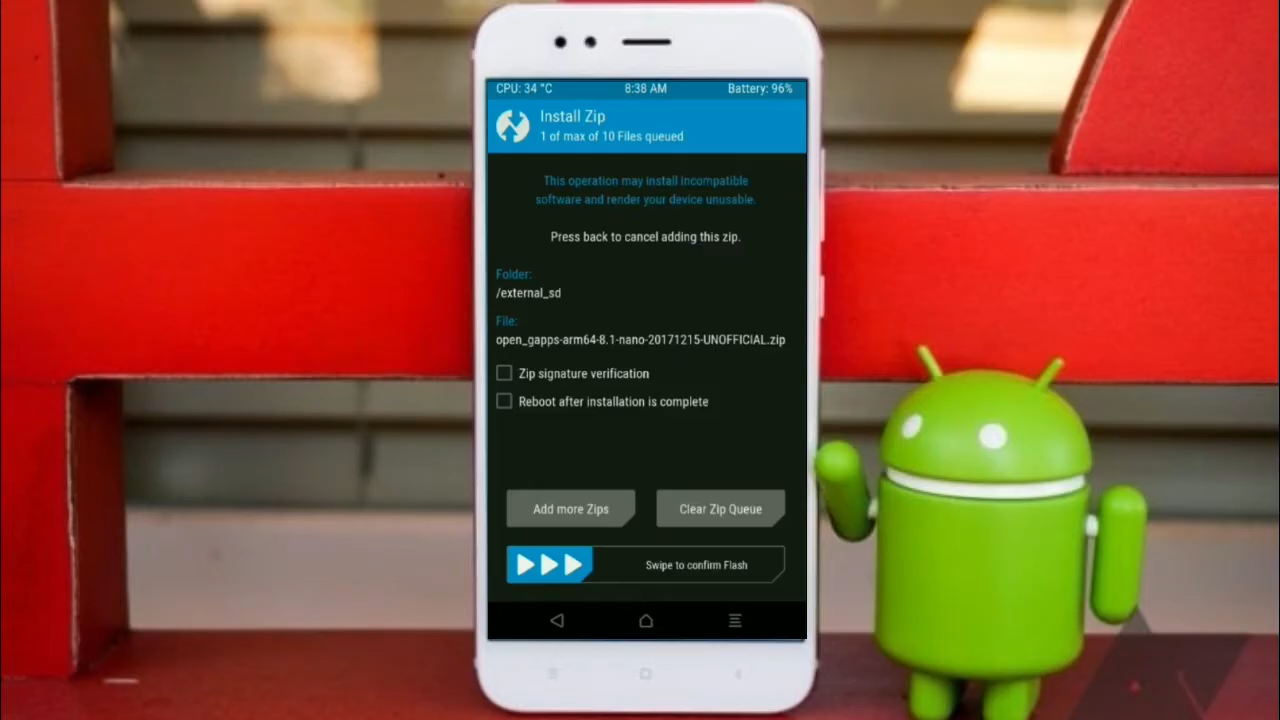 CPU: 34 °C 8:38 AM Battery: 96%
Install Zip
1 of max of 10 Files queued
This operation may install incompatible
software and render your device unusable.
Press back to cancel adding this zip.
Folder:
/external_sd
File:
open_gapps-arm64-8.1-nano-20171215-UNOFFICIAL.zip
Zip signature verification
Reboot after installation is complete
Add more Zips Clear Zip Queue
Swipe to confirm Flash